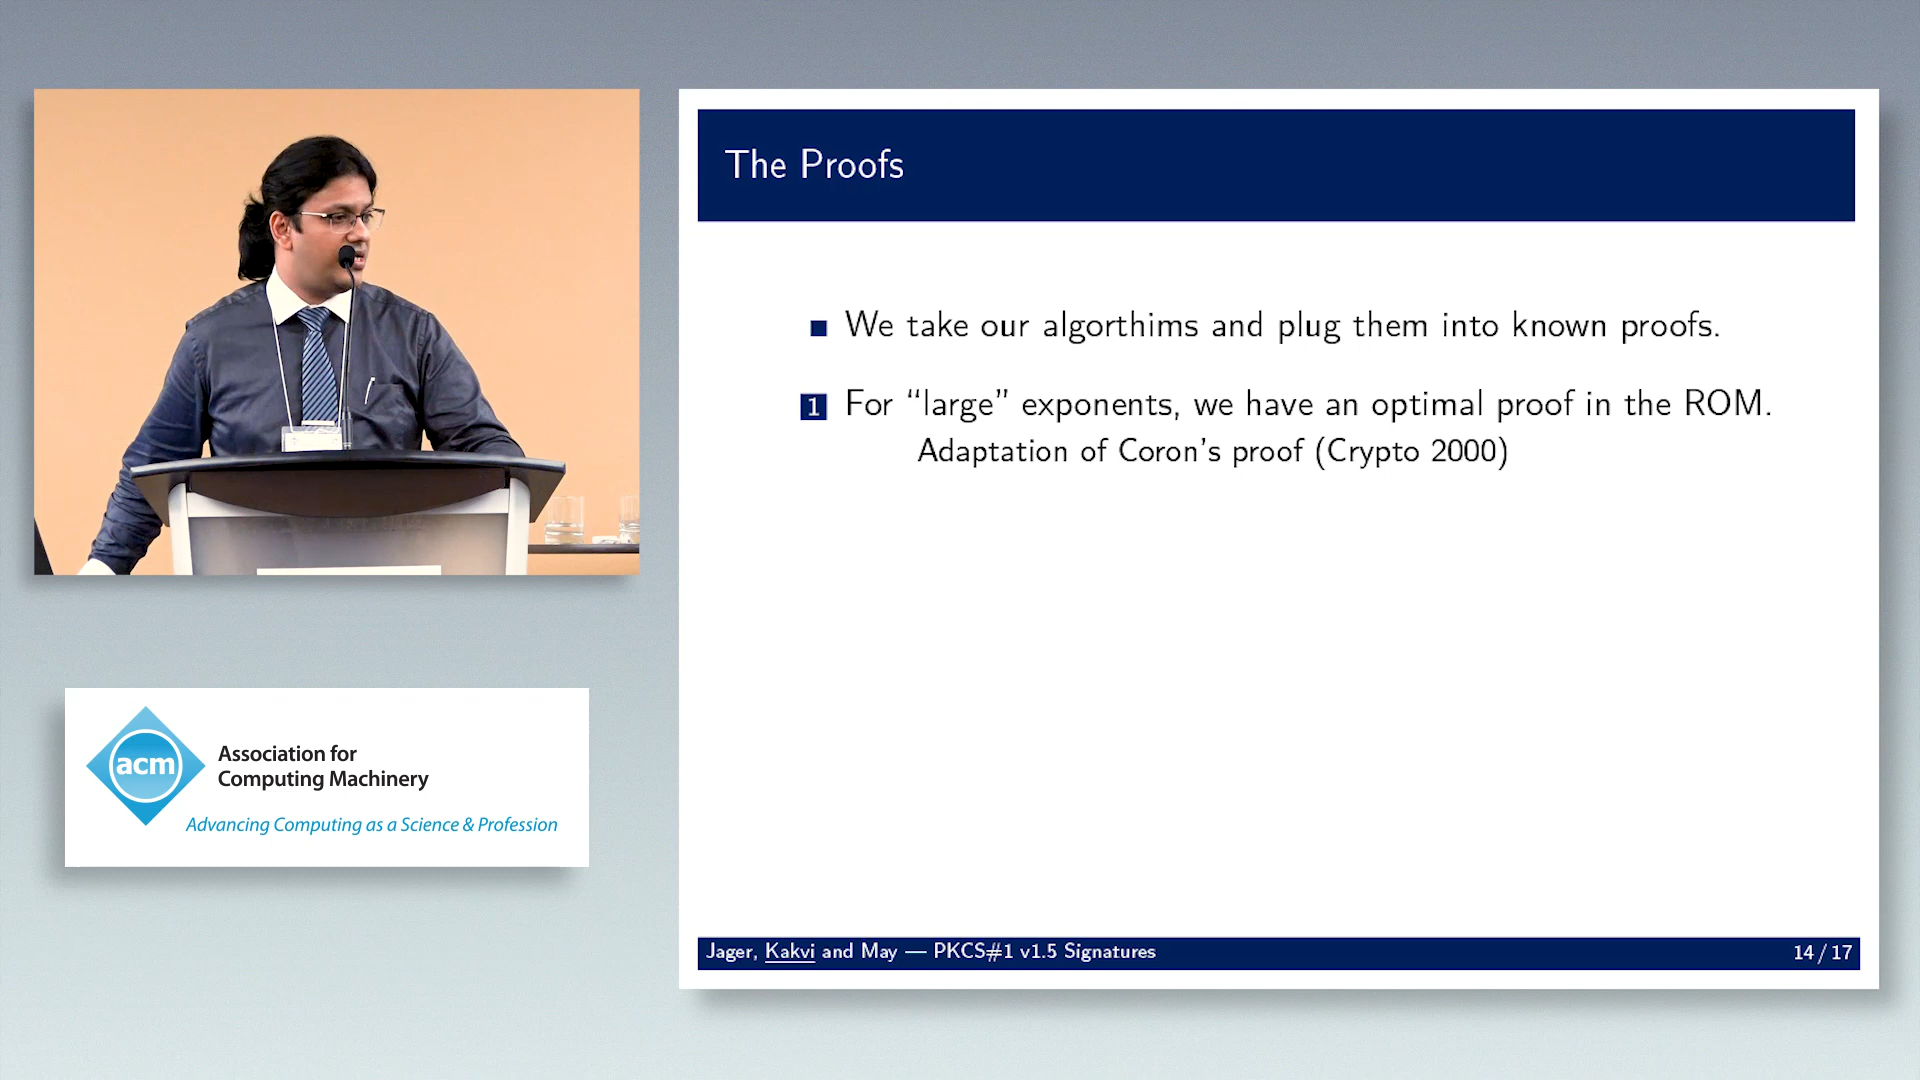 The Proofs
We take our algorthims and plug them into known proofs.
1 For “large” exponents, we have an optimal proof in the ROM.
Adaptation of Coron's proof (Crypto 2000)
acm
Association for
Computing Machinery
Advancing Computing as a Science & Profession
Jager, Kakvi and May — PKCS#1 v1.5 Signatures
14 / 17